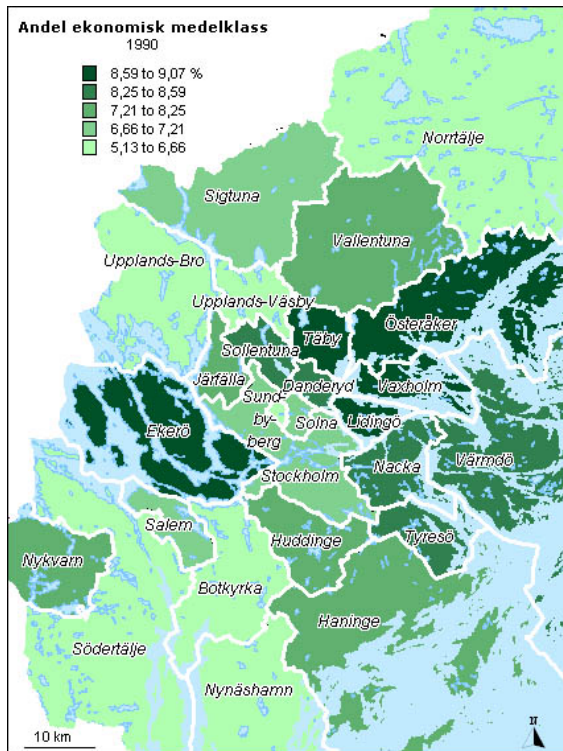 Andel ekonomisk medelklass
1990
8,59 to 9,07 %
8,25 to 8,59
7,21 to 8,25
6,66 to 7,21
5,13 to 6,66
Norrtälje
Sigtuna
Vallentuna
Upplands-Bro
Upplands-Väsby
Österåker
Täby
Sollentuna
Järfälla
Danderyd
Vaxholm
Sund-
by-
berg
Solna
Lidingö
Ekerö
Nacka
Värmdö
Stockholm
Salem
Tyresö
Huddinge
Nykvarn
Botkyrka
Haninge
Södertälje
Nynäshamn
10 km
N